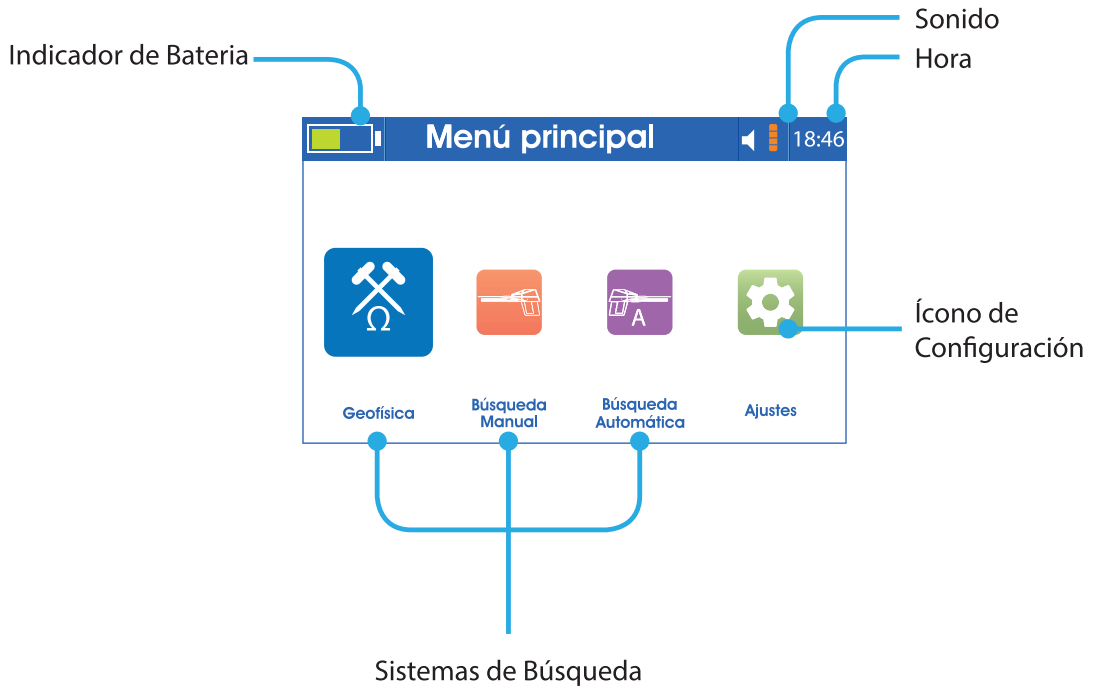 Sonido
Indicador de Bateria
Hora
Menú principal
18:46
Ω
A
Ícono de
Configuración
Geofísica
Búsqueda
Manual
Búsqueda
Automática
Ajustes
Sistemas de Búsqueda